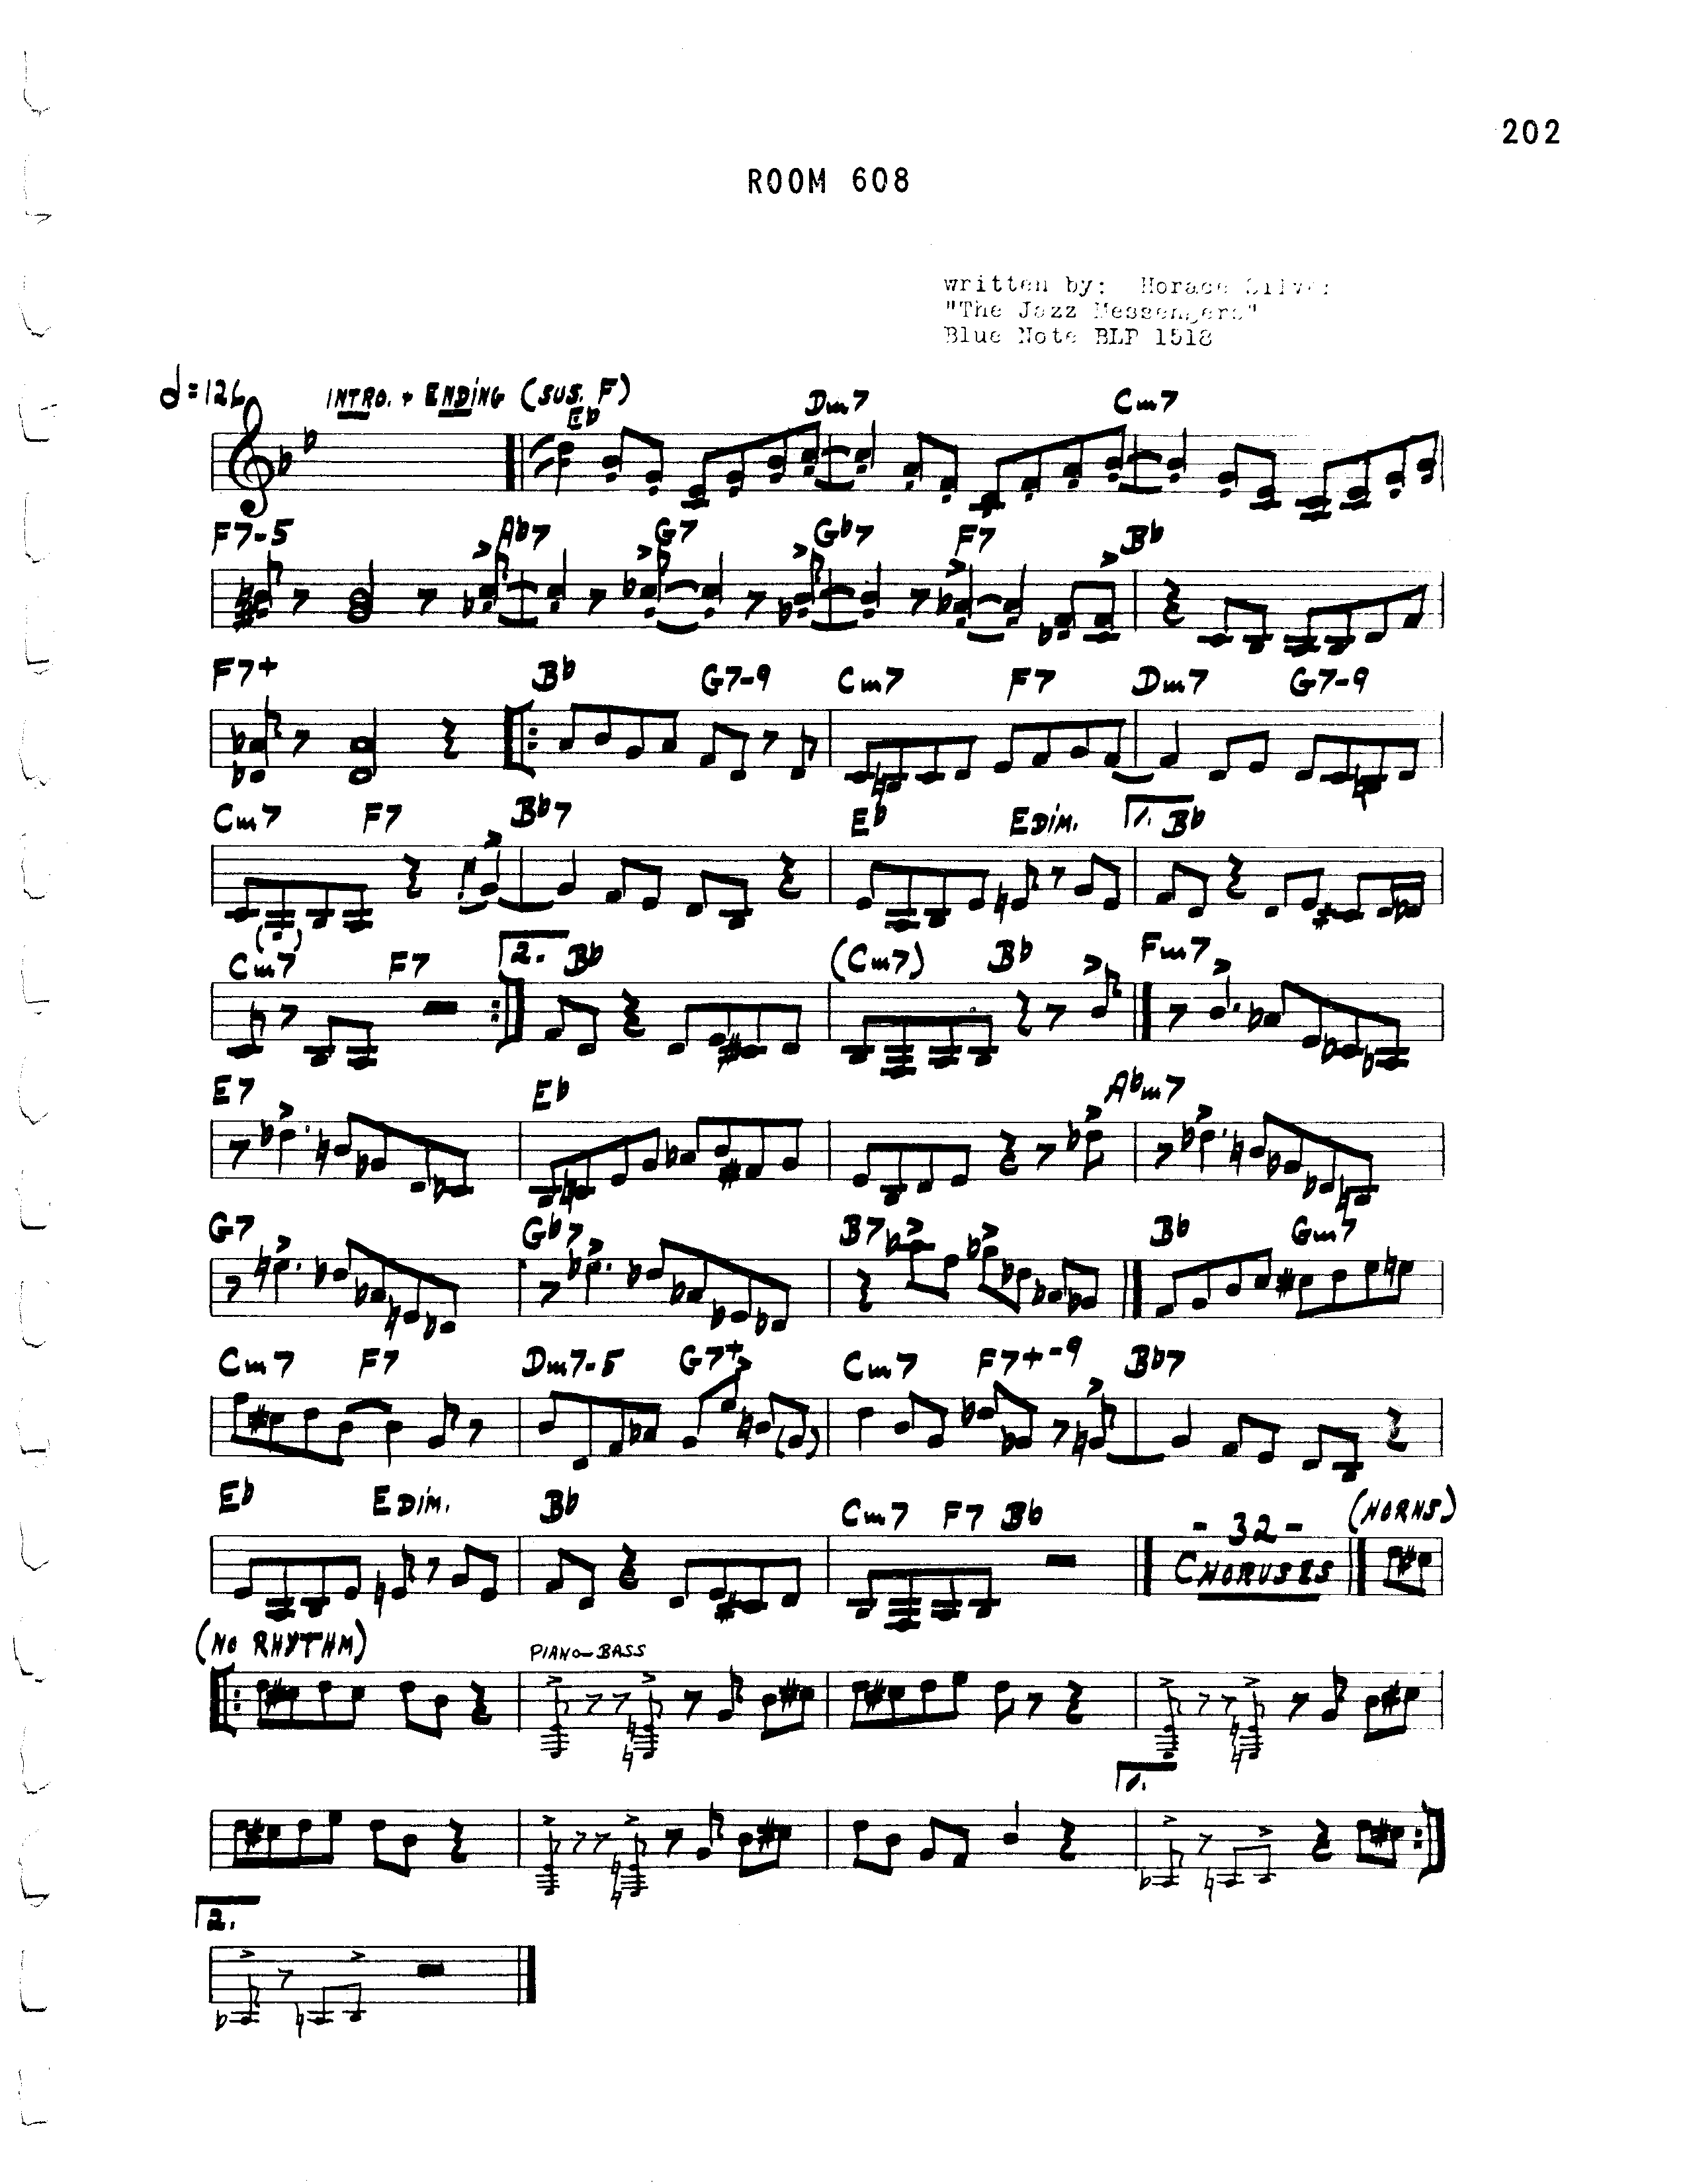 202
ROOM 608
written by: Horace Silver
"The Jazz Messengers"
Blue Note BLP 1518
INTRO. + ENDING (SUS. F)
Eb Dm7 Cm7
F7-5 Ab7 G7 Gb7 F7 Bb
F7+ Bb G7-9 Cm7 F7 Dm7 G7-9
Cm7 F7 Bb7 Eb EDIM. 1. Bb
Cm7 F7 2. Bb (Cm7) Bb Fm7
E7 Eb Abm7
G7 Gb7 B7 Bb Gm7
Cm7 F7 Dm7-5 G7+ Cm7 F7+-9 Bb7
Eb EDIM. Bb Cm7 F7 Bb - 32 - (HORNS)
CHORUSES
(NO RHYTHM) PIANO-BASS
1.
2.